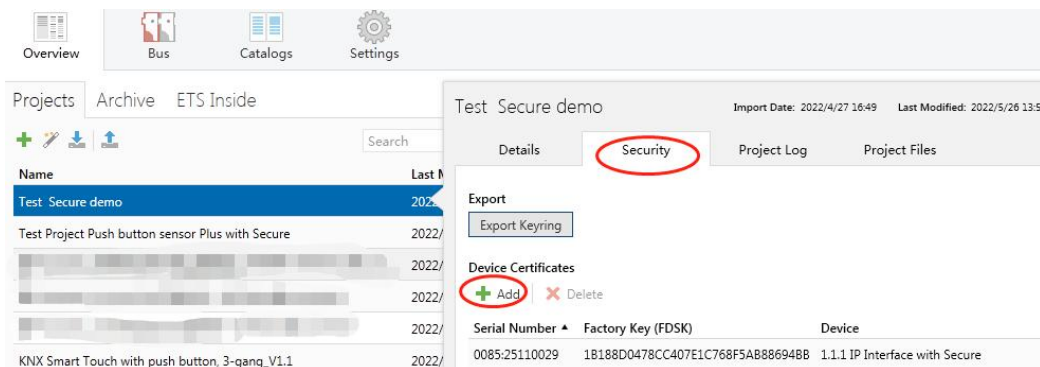 Overview Bus Catalogs Settings
Projects Archive ETS Inside
Search
Name Last
Test Secure demo 202
Test Project Push button sensor Plus with Secure 2022/
2022/
2022/
2022/
KNX Smart Touch with push button, 3-gang_V1.1 2022/
Test Secure demo Import Date: 2022/4/27 16:49 Last Modified: 2022/5/26 13:5
Details Security Project Log Project Files
Export
Export Keyring
Device Certificates
Add Delete
Serial Number Factory Key (FDSK) Device
0085:25110029 1B188D0478CC407E1C768F5AB88694BB 1.1.1 IP Interface with Secure